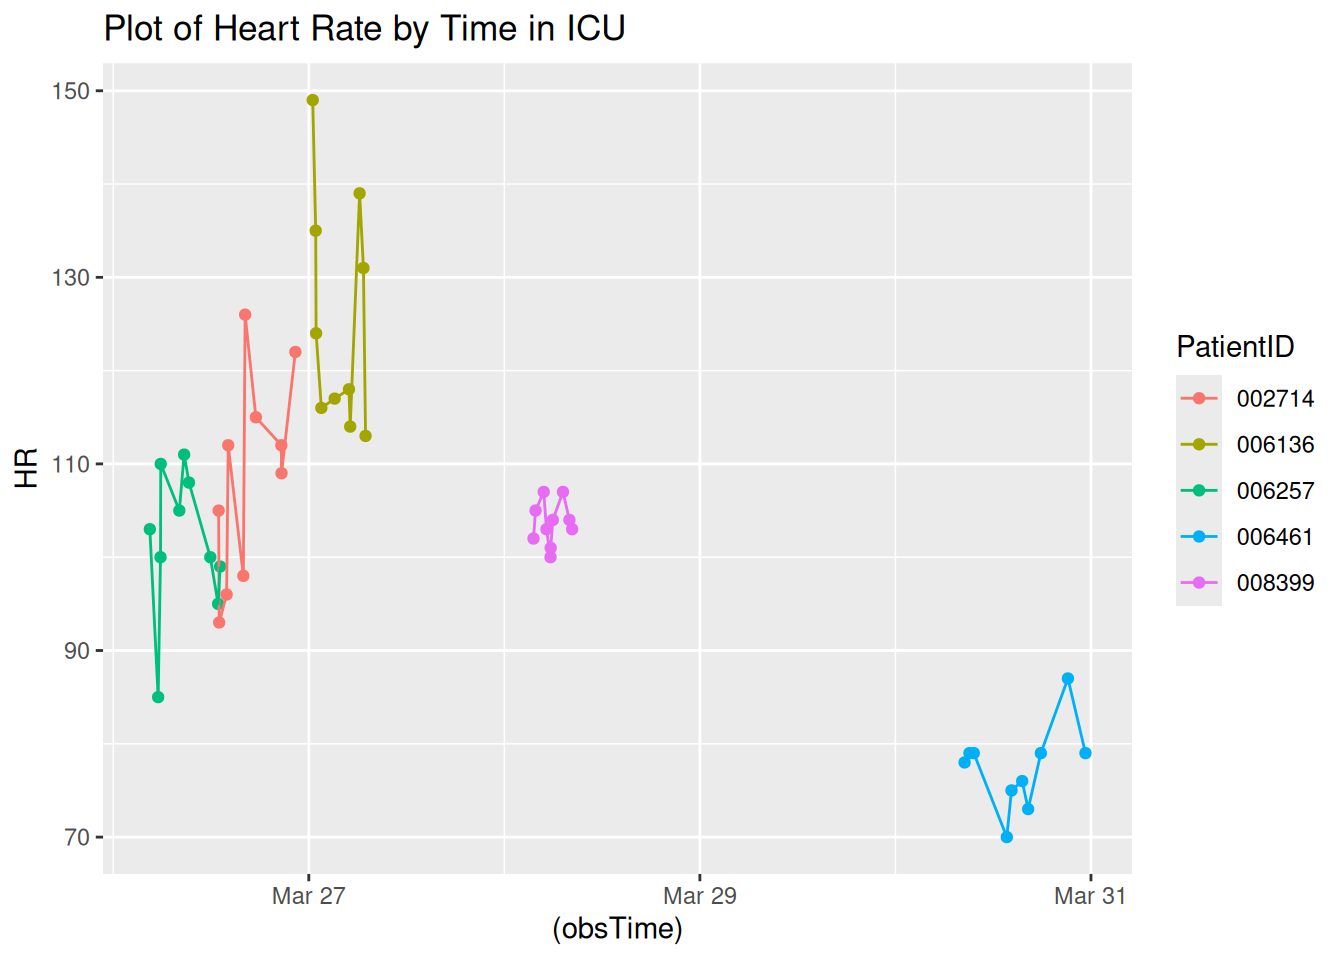 Plot of Heart Rate by Time in ICU
150
130
110
90
70
HR
Mar 27
Mar 29
Mar 31
(obsTime)
PatientID
002714
006136
006257
006461
008399